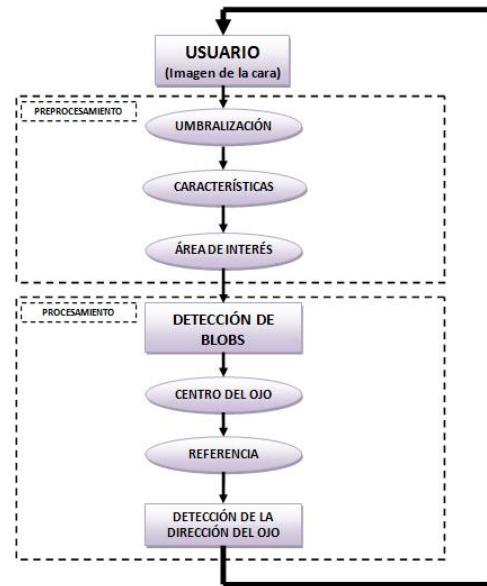 USUARIO
(Imagen de la cara)
PREPROCESAMIENTO
UMBRALIZACIÓN
CARACTERÍSTICAS
ÁREA DE INTERÉS
PROCESAMIENTO
DETECCIÓN DE
BLOBS
CENTRO DEL OJO
REFERENCIA
DETECCIÓN DE LA
DIRECCIÓN DEL OJO